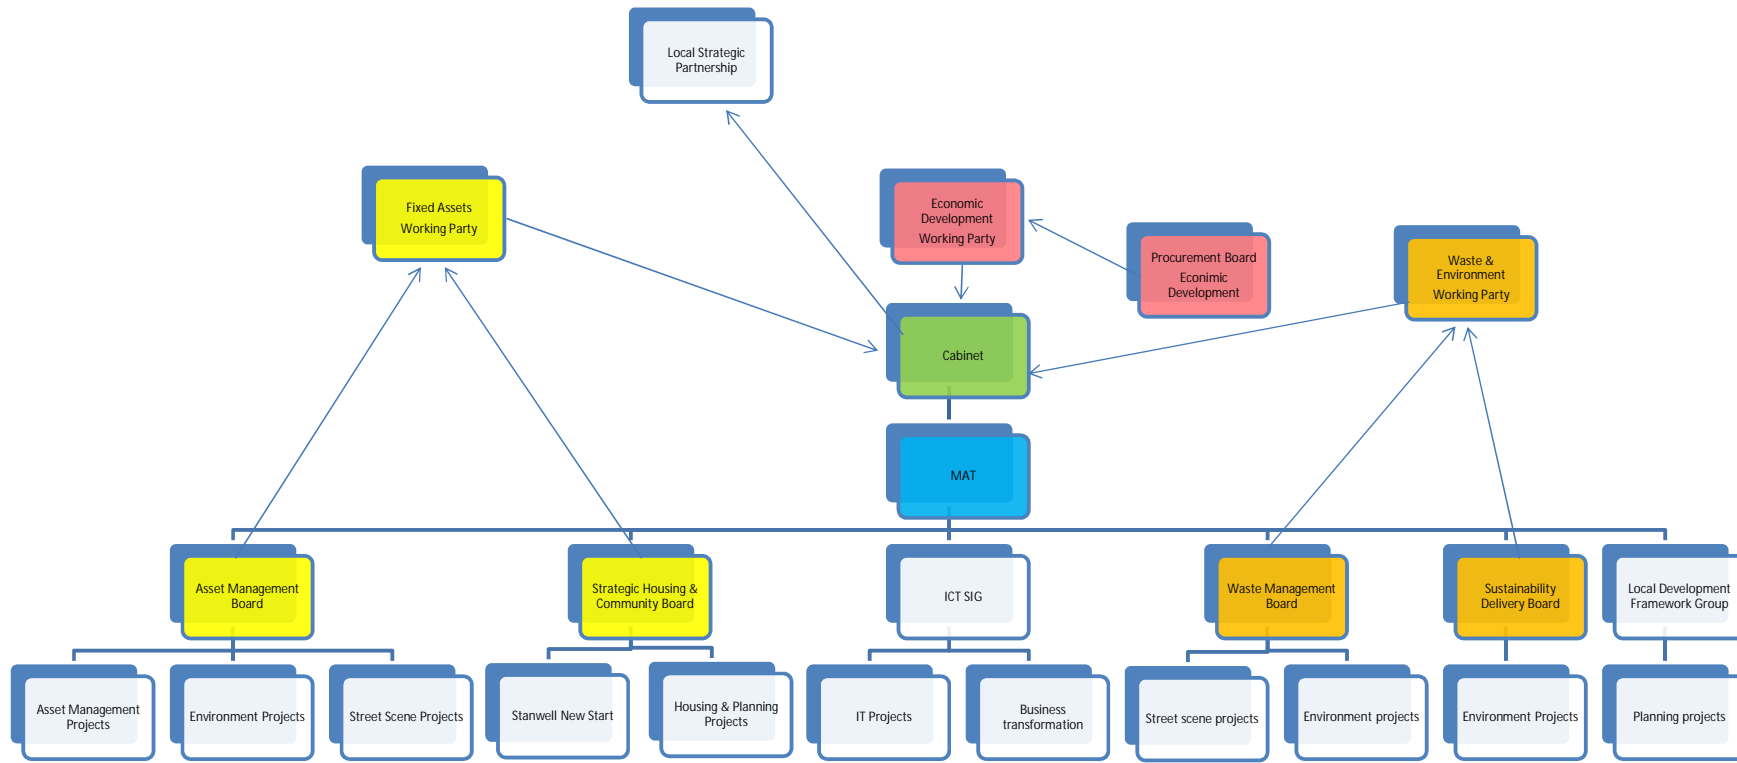 Local Strategic
Partnership
Fixed Assets
Working Party
Economic
Development
Working Party
Procurement Board
Econimic
Development
Waste &
Environment
Working Party
Cabinet
MAT
Asset Management
Board
Strategic Housing &
Community Board
ICT SIG
Waste Management
Board
Sustainability
Delivery Board
Local Development
Framework Group
Asset Management
Projects
Environment Projects
Street Scene Projects
Stanwell New Start
Housing & Planning
Projects
IT Projects
Business
transformation
Street scene projects
Environment projects
Environment Projects
Planning projects